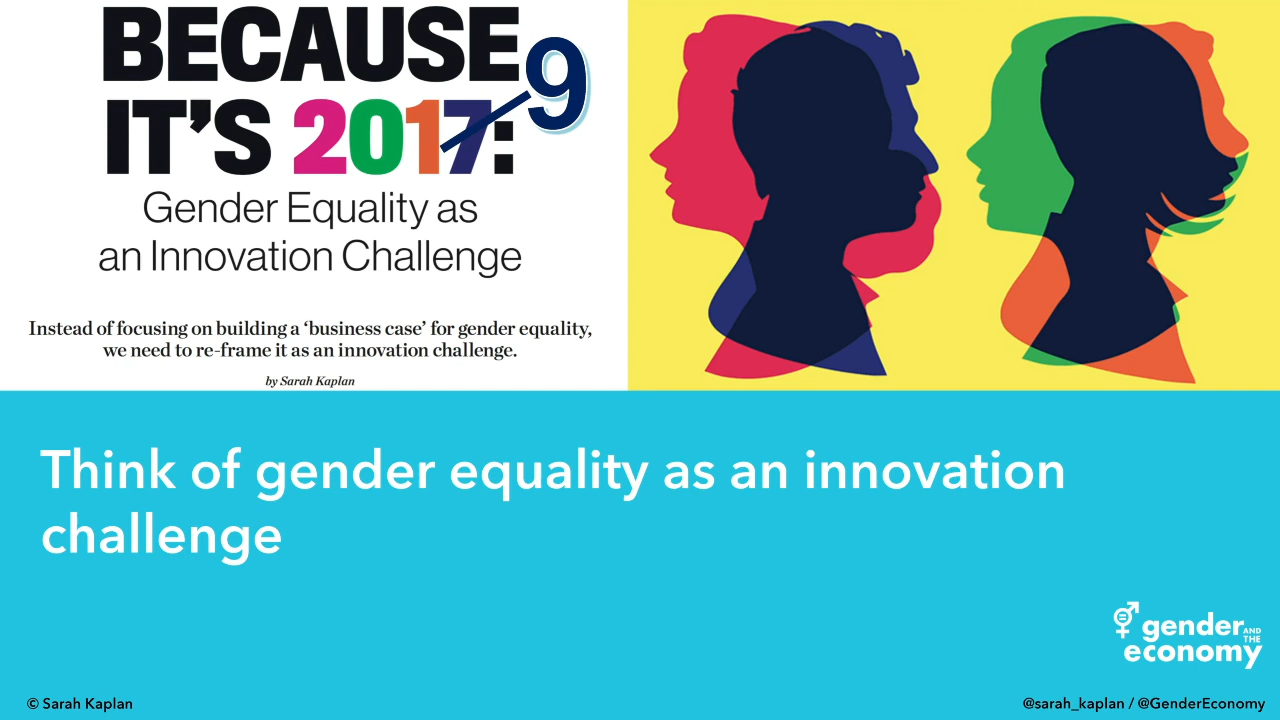 BECAUSE
IT'S 2017: 9
Gender Equality as
an Innovation Challenge
Instead of focusing on building a ‘business case’ for gender equality,
we need to re-frame it as an innovation challenge.
by Sarah Kaplan
Think of gender equality as an innovation
challenge
gender AND THE
economy
© Sarah Kaplan
@sarah_kaplan / @GenderEconomy